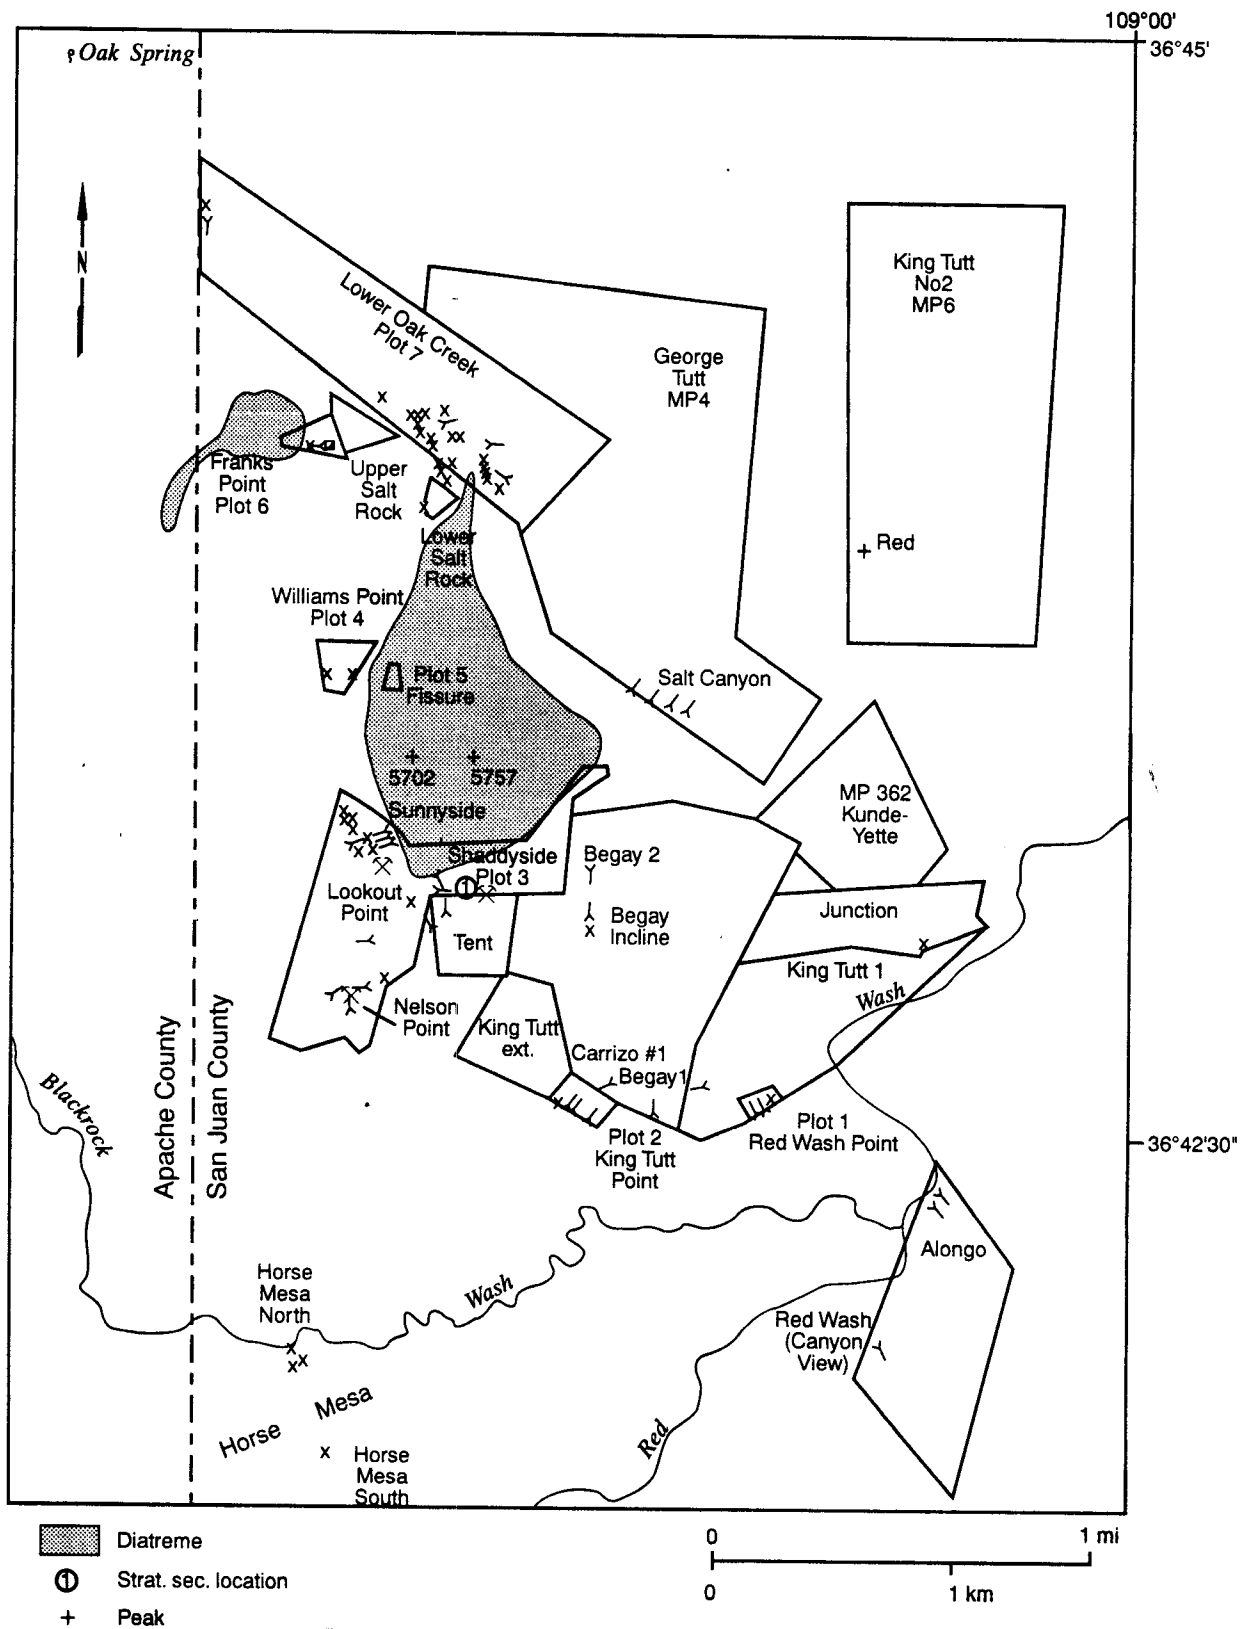 109°00'
36°45'
Oak Spring
N
Lower Oak Creek
Plot 7
King Tutt
No2
MP6
George
Tutt
MP4
Franks
Point
Plot 6
Upper
Salt
Rock
Red
Lower
Salt
Rock
Williams Point
Plot 4
Plot 5
Fissure
Salt Canyon
5702
5757
Sunnyside
MP 362
Kunde-
Yette
Shaddyside
Plot 3
1
Begay 2
Lookout
Point
Begay
Incline
Junction
Tent
King Tutt 1
Wash
Nelson
Point
King Tutt
ext.
Carrizo #1
Begay1
Apache County
San Juan County
Blackrock
Plot 1
Red Wash Point
Plot 2
King Tutt
Point
36°42'30"
Alongo
Horse
Mesa
North
Wash
Red Wash
(Canyon
View)
Horse Mesa
Red
Horse
Mesa
South
Diatreme
1 Strat. sec. location
+ Peak
0 1 mi
0 1 km